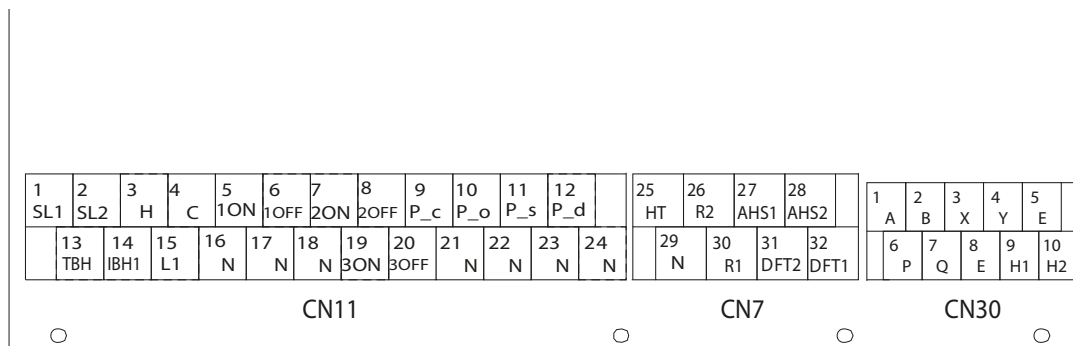 1 2 3 4 5 6 7 8 9 10 11 12
SL1 SL2 H C 1ON 1OFF 2ON 2OFF P_c P_o P_s P_d
13 14 15 16 17 18 19 20 21 22 23 24
TBH IBH1 L1 N N N 3ON 3OFF N N N N
CN11
25 26 27 28
HT R2 AHS1 AHS2
29 30 31 32
N R1 DFT2 DFT1
CN7
1 2 3 4 5
A B X Y E
6 7 8 9 10
P Q E H1 H2
CN30